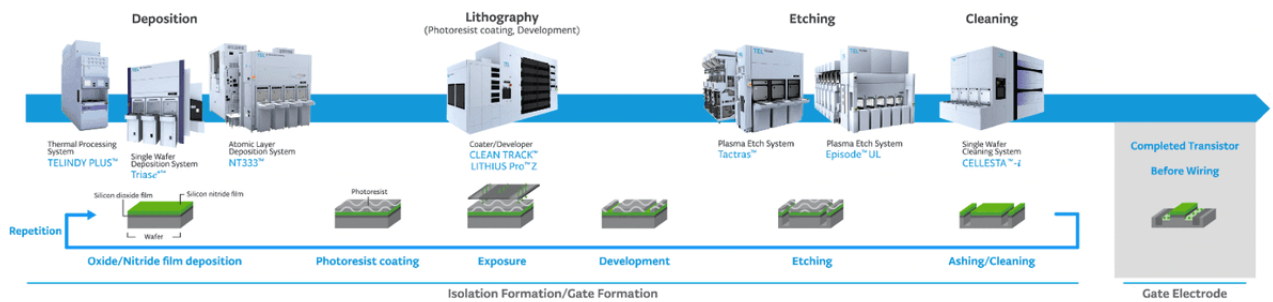 Deposition
Lithography
(Photoresist coating, Development)
Etching
Cleaning
Thermal Processing
System
TELINDY PLUS™
Single Wafer
Deposition System
Triase⁺™
Atomic Layer
Deposition System
NT333™
Coater/Developer
CLEAN TRACK™
LITHIUS Pro™ Z
Plasma Etch System
Tactras™
Plasma Etch System
Episode™ UL
Single Wafer
Cleaning System
CELLESTA™-i
Completed Transistor
Before Wiring
Silicon dioxide film
Silicon nitride film
Wafer
Photoresist
Repetition
Oxide/Nitride film deposition
Photoresist coating
Exposure
Development
Etching
Ashing/Cleaning
Isolation Formation/Gate Formation
Gate Electrode